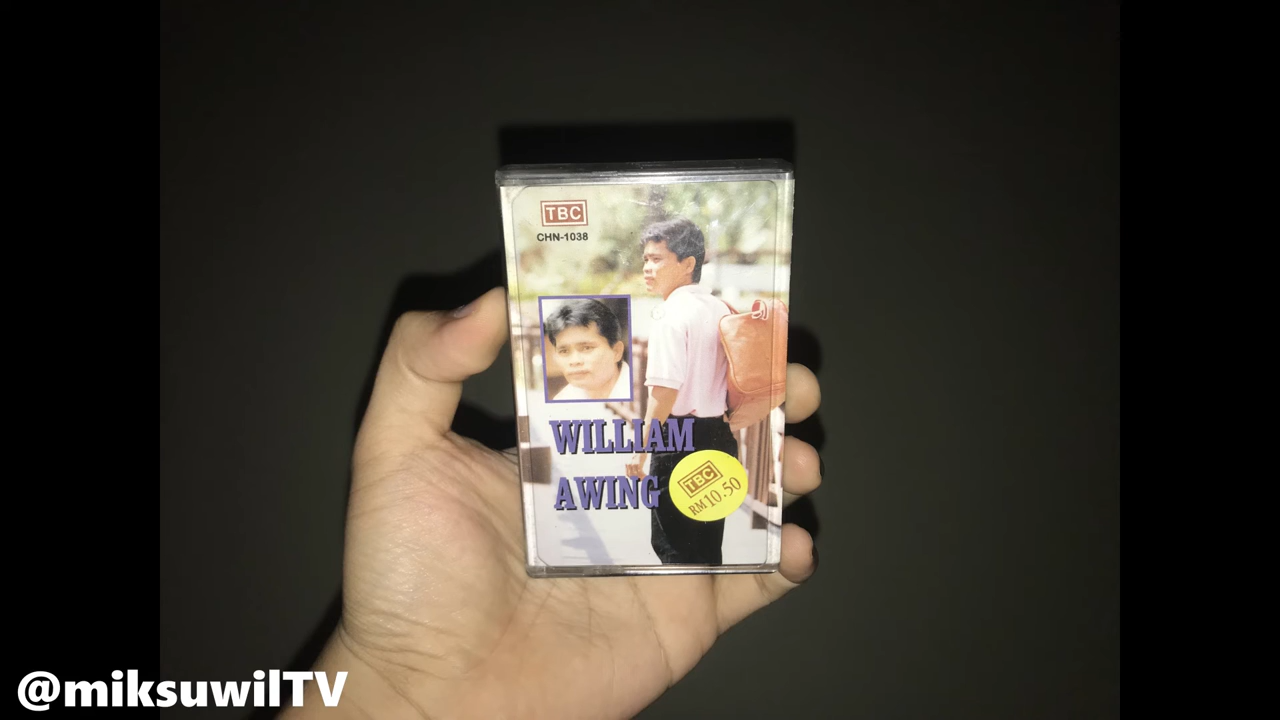 TBC
CHN-1038
WILLIAM
AWING
TBC
RM10.50
@miksuwilTV